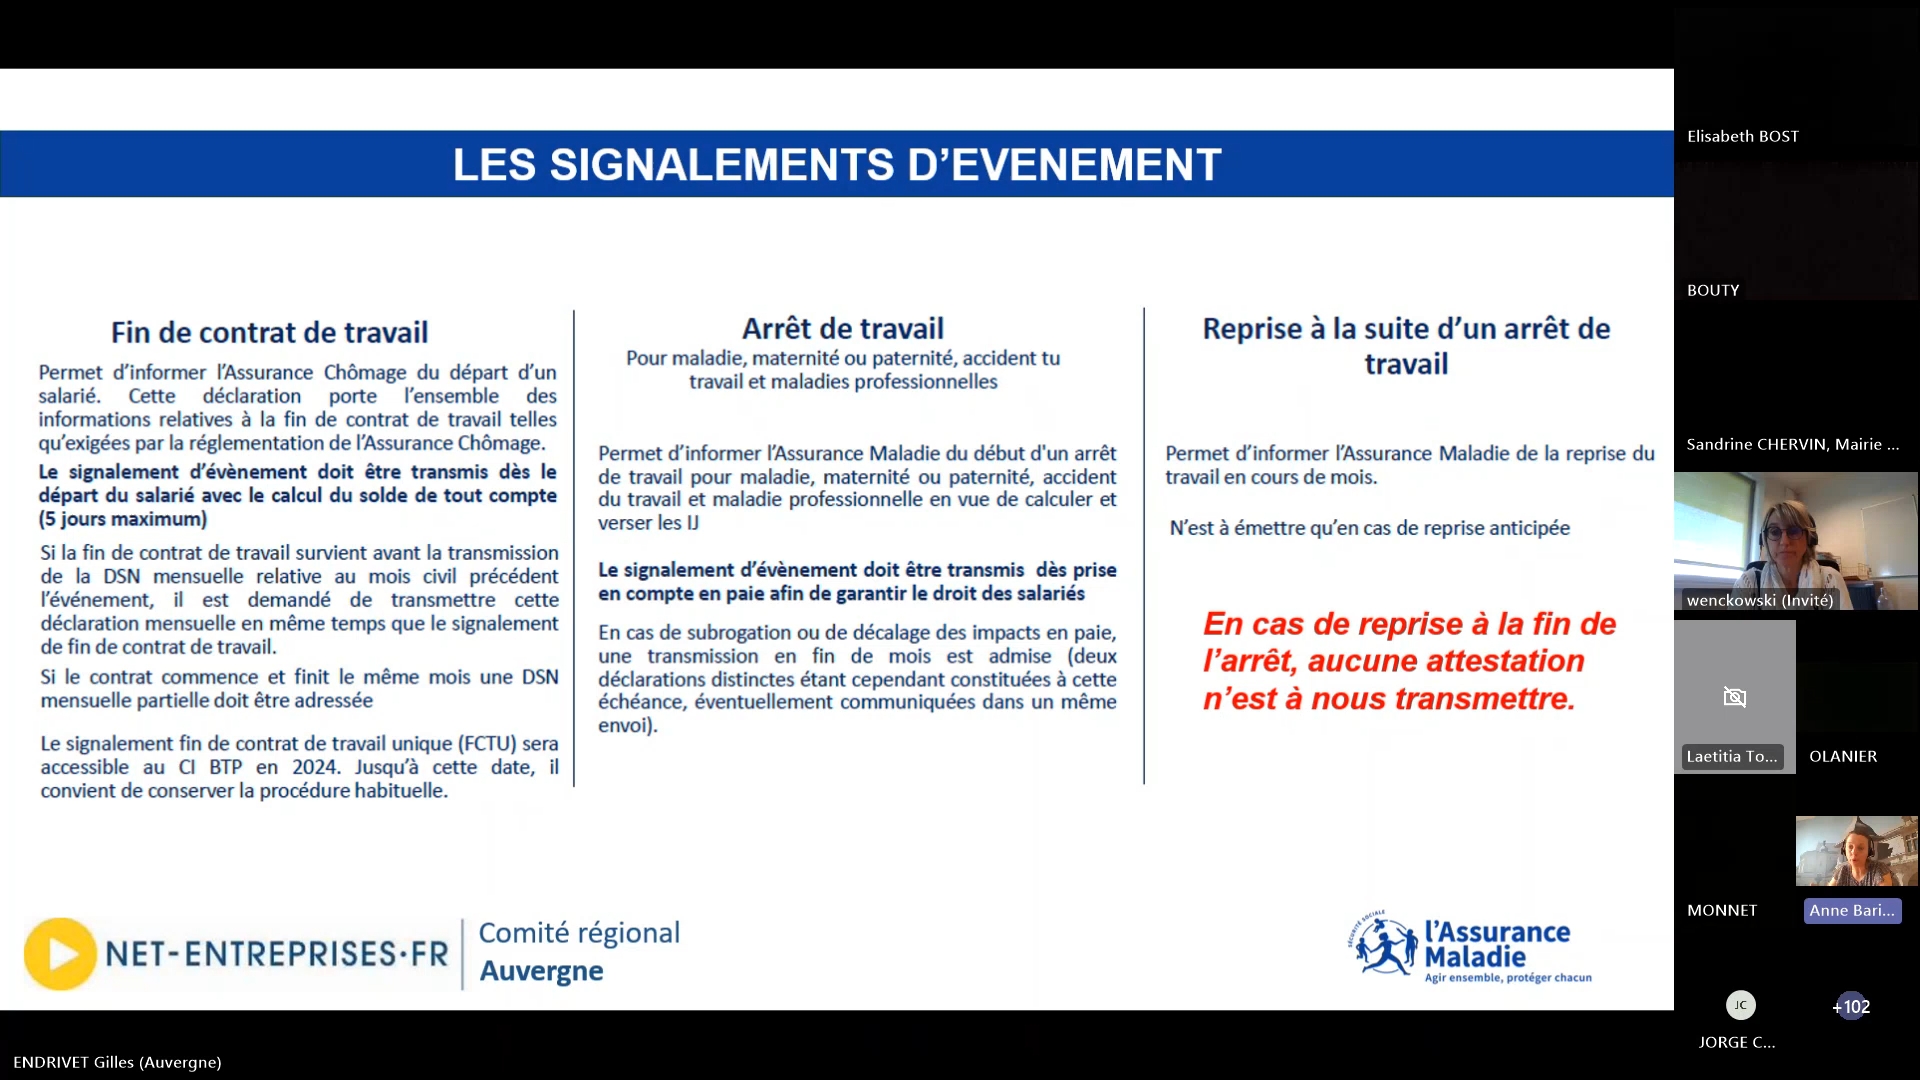 LES SIGNALEMENTS D’EVENEMENT
Fin de contrat de travail
Permet d’informer l’Assurance Chômage du départ d’un
salarié. Cette déclaration porte l’ensemble des
informations relatives à la fin de contrat de travail telles
qu’exigées par la réglementation de l’Assurance Chômage.
Le signalement d’évènement doit être transmis dès le
départ du salarié avec le calcul du solde de tout compte
(5 jours maximum)
Si la fin de contrat de travail survient avant la transmission
de la DSN mensuelle relative au mois civil précédent
l’événement, il est demandé de transmettre cette
déclaration mensuelle en même temps que le signalement
de fin de contrat de travail.
Si le contrat commence et finit le même mois une DSN
mensuelle partielle doit être adressée
Le signalement fin de contrat de travail unique (FCTU) sera
accessible au CI BTP en 2024. Jusqu’à cette date, il
convient de conserver la procédure habituelle.
Arrêt de travail
Pour maladie, maternité ou paternité, accident tu
travail et maladies professionnelles
Permet d’informer l’Assurance Maladie du début d'un arrêt
de travail pour maladie, maternité ou paternité, accident
du travail et maladie professionnelle en vue de calculer et
verser les IJ
Le signalement d’évènement doit être transmis dès prise
en compte en paie afin de garantir le droit des salariés
En cas de subrogation ou de décalage des impacts en paie,
une transmission en fin de mois est admise (deux
déclarations distinctes étant cependant constituées à cette
échéance, éventuellement communiquées dans un même
envoi).
Reprise à la suite d’un arrêt de
travail
Permet d’informer l’Assurance Maladie de la reprise du
travail en cours de mois.
N’est à émettre qu’en cas de reprise anticipée
En cas de reprise à la fin de
l’arrêt, aucune attestation
n’est à nous transmettre.
NET-ENTREPRISES·FR
Comité régional
Auvergne
SÉCURITÉ SOCIALE
l’Assurance
Maladie
Agir ensemble, protéger chacun
ENDRIVET Gilles (Auvergne)
Elisabeth BOST
BOUTY
Sandrine CHERVIN, Mairie ...
wenckowski (Invité)
Laetitia To...
OLANIER
MONNET
Anne Bari...
JC
+102
JORGE C...